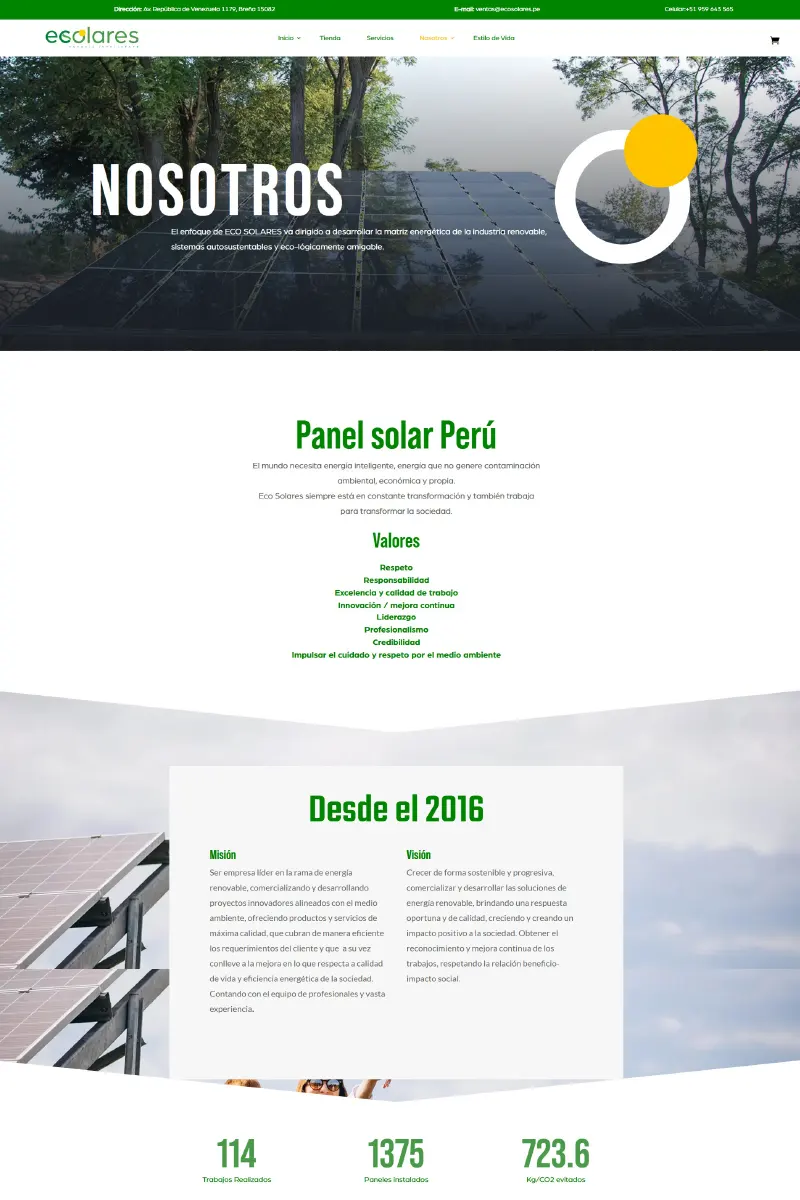 Dirección: Av. República de Venezuela 1179, Breña 15082
E-mail: ventas@ecosolares.pe
Celular:+51 959 643 565
ecolares
Inicio
Tienda
Servicios
Nosotros
Estilo de Vida
NOSOTROS
El enfoque de ECO SOLARES va dirigido a desarrollar la matriz energética de la industria renovable,
sistemas autosustentables y eco-lógicamente amigable.
Panel solar Perú
El mundo necesita energía inteligente, energía que no genere contaminación
ambiental, económica y propia.
Eco Solares siempre está en constante transformación y también trabaja
para transformar la sociedad.
Valores
Respeto
Responsabilidad
Excelencia y calidad de trabajo
Innovación / mejora continua
Liderazgo
Profesionalismo
Credibilidad
Impulsar el cuidado y respeto por el medio ambiente
Desde el 2016
Misión
Ser empresa líder en la rama de energía
renovable, comercializando y desarrollando
proyectos innovadores alineados con el medio
ambiente, ofreciendo productos y servicios de
máxima calidad, que cubran de manera eficiente
los requerimientos del cliente y que a su vez
conlleve a la mejora en lo que respecta a calidad
de vida y eficiencia energética de la sociedad.
Contando con el equipo de profesionales y vasta
experiencia.
Visión
Crecer de forma sostenible y progresiva,
comercializar y desarrollar las soluciones de
energía renovable, brindando una respuesta
oportuna y de calidad, creciendo y creando un
impacto positivo a la sociedad. Obtener el
reconocimiento y mejora continua de los
trabajos, respetando la relación beneficio-
impacto social.
114
Trabajos Realizados
1375
Paneles Instalados
723.6
Kg/CO2 evitados